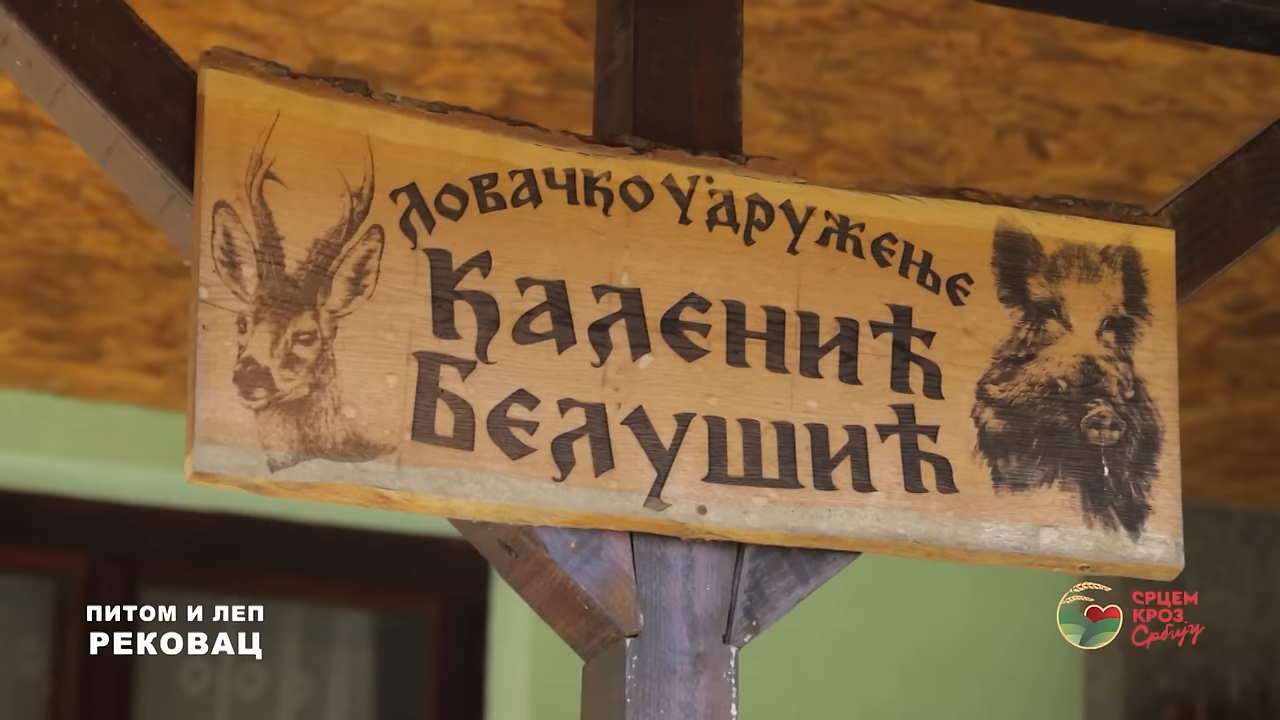 Ловачко Удружење
Каленић
Белушић
ПИТОМ И ЛЕП
РЕКОВАЦ
СРЦЕМ
КРОЗ
Србију